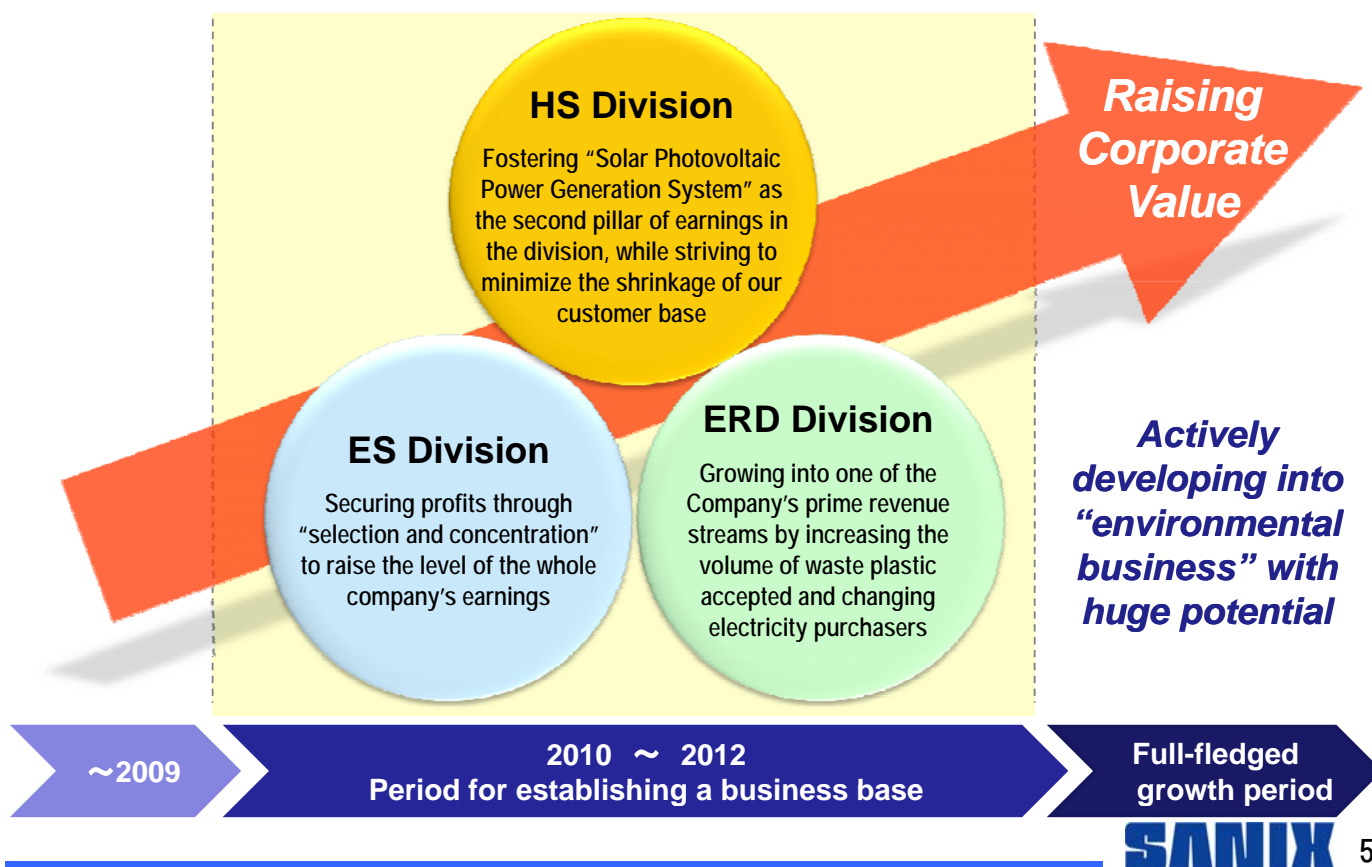 HS Division
Fostering “Solar Photovoltaic
Power Generation System” as
the second pillar of earnings in
the division, while striving to
minimize the shrinkage of our
customer base
Raising
Corporate
Value
ES Division
Securing profits through
“selection and concentration”
to raise the level of the whole
company’s earnings
ERD Division
Growing into one of the
Company’s prime revenue
streams by increasing the
volume of waste plastic
accepted and changing
electricity purchasers
Actively
developing into
“environmental
business” with
huge potential
～2009
2010 ～ 2012
Period for establishing a business base
Full-fledged
growth period
SANIX
5